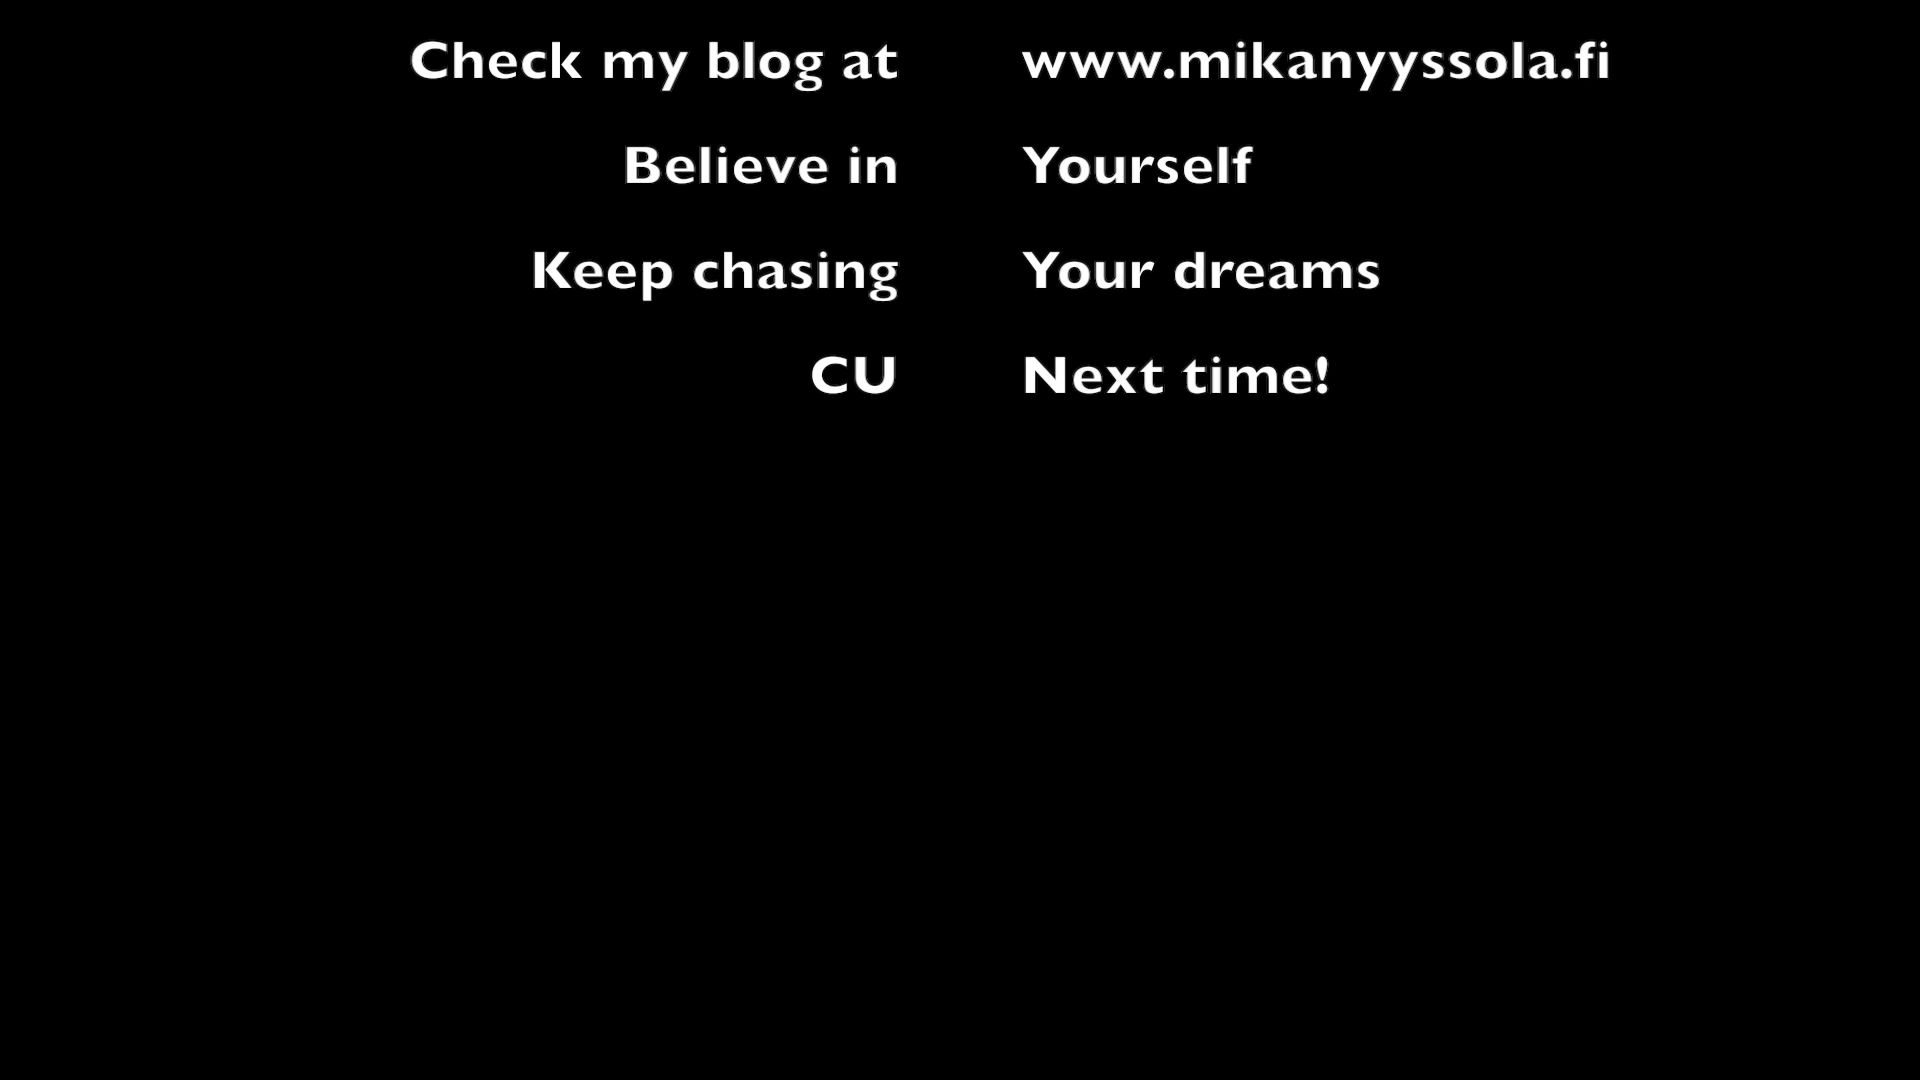 Check my blog at www.mikanyyssola.fi
Believe in Yourself
Keep chasing Your dreams
CU Next time!